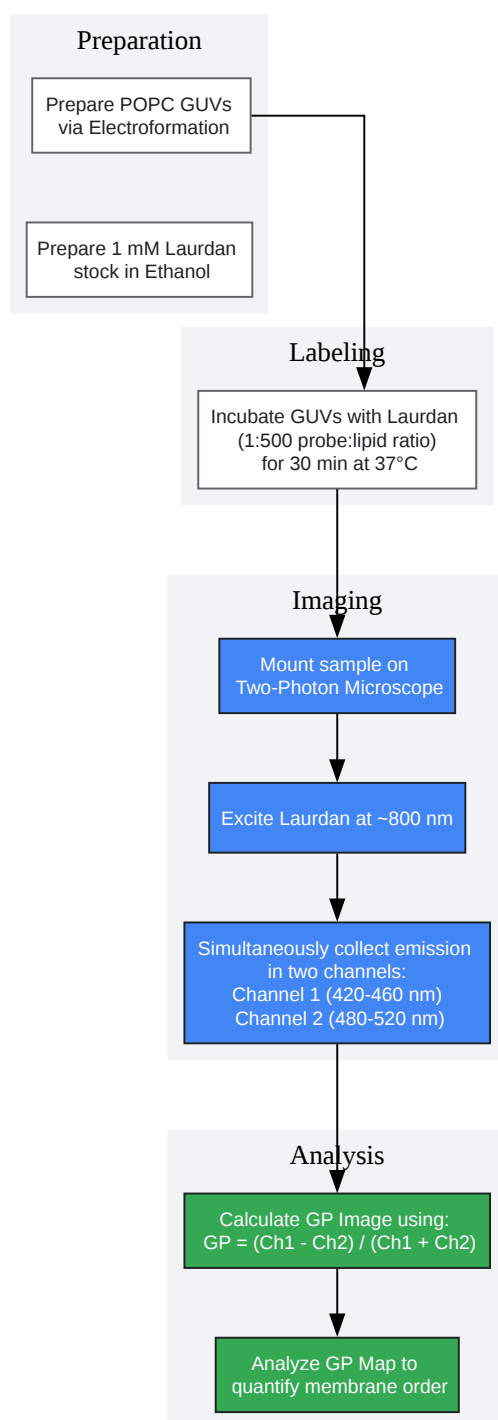 Preparation
Prepare POPC GUVs
via Electroformation
Prepare 1 mM Laurdan
stock in Ethanol
Labeling
Incubate GUVs with Laurdan
(1:500 probe:lipid ratio)
for 30 min at 37°C
Imaging
Mount sample on
Two-Photon Microscope
Excite Laurdan at ~800 nm
Simultaneously collect emission
in two channels:
Channel 1 (420-460 nm)
Channel 2 (480-520 nm)
Analysis
Calculate GP Image using:
GP = (Ch1 - Ch2) / (Ch1 + Ch2)
Analyze GP Map to
quantify membrane order